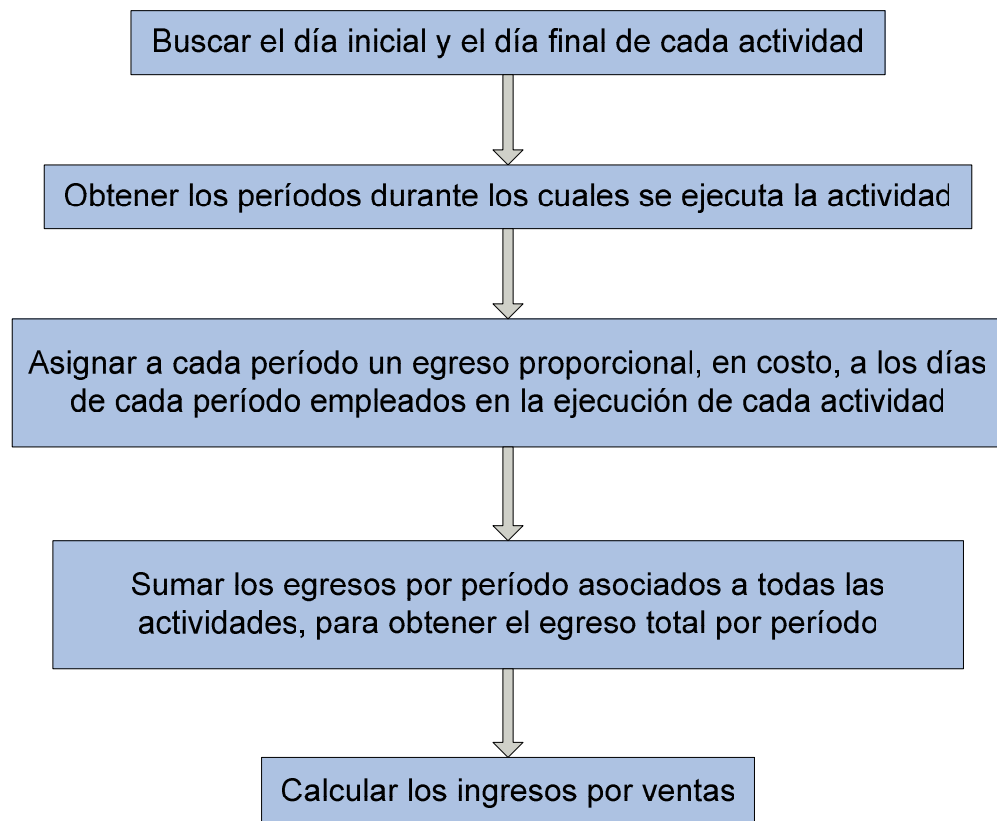 Buscar el día inicial y el día final de cada actividad
Obtener los períodos durante los cuales se ejecuta la actividad
Asignar a cada período un egreso proporcional, en costo, a los días
de cada período empleados en la ejecución de cada actividad
Sumar los egresos por período asociados a todas las
actividades, para obtener el egreso total por período
Calcular los ingresos por ventas